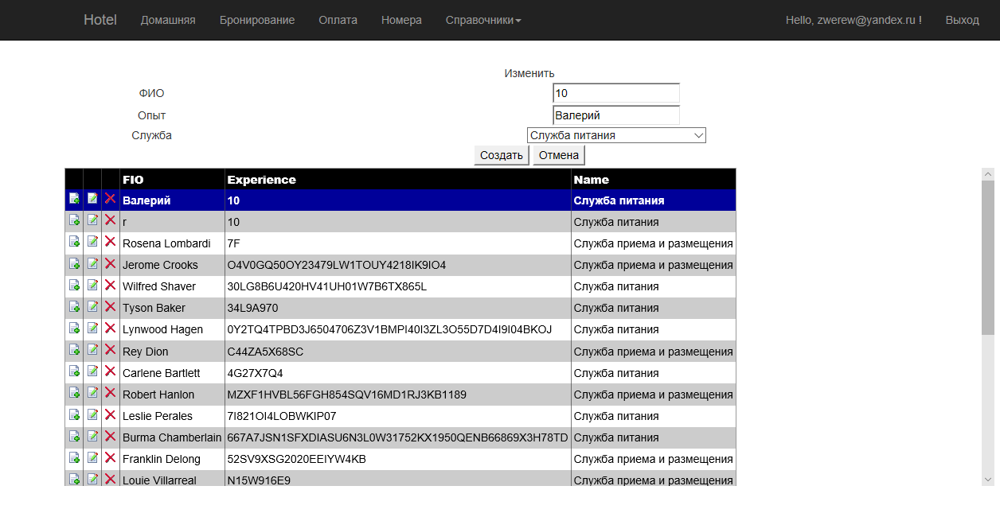 Hotel Домашняя Бронирование Оплата Номера Справочники Hello, zwerew@yandex.ru ! Выход
Изменить
ФИО 10
Опыт Валерий
Служба Служба питания
Создать Отмена
FIO Experience Name
Валерий 10 Служба питания
r 10 Служба питания
Rosena Lombardi 7F Служба приема и размещения
Jerome Crooks O4V0GQ50OY23479LW1TOUY4218IK9IO4 Служба приема и размещения
Wilfred Shaver 30LG8B6U420HV41UH01W7B6TX865L Служба питания
Tyson Baker 34L9A970 Служба питания
Lynwood Hagen 0Y2TQ4TPBD3J6504706Z3V1BMPI40I3ZL3O55D7D4I9I04BKOJ Служба питания
Rey Dion C44ZA5X68SC Служба приема и размещения
Carlene Bartlett 4G27X7Q4 Служба питания
Robert Hanlon MZXF1HVBL56FGH854SQV16MD1RJ3KB1189 Служба приема и размещения
Leslie Perales 7I821OI4LOBWKIP07 Служба питания
Burma Chamberlain 667A7JSN1SFXDIASU6N3L0W31752KX1950QENB66869X3H78TD Служба питания
Franklin Delong 52SV9XSG2020EEIYW4KB Служба приема и размещения
Louie Villarreal N15W916E9 Служба приема и размещения